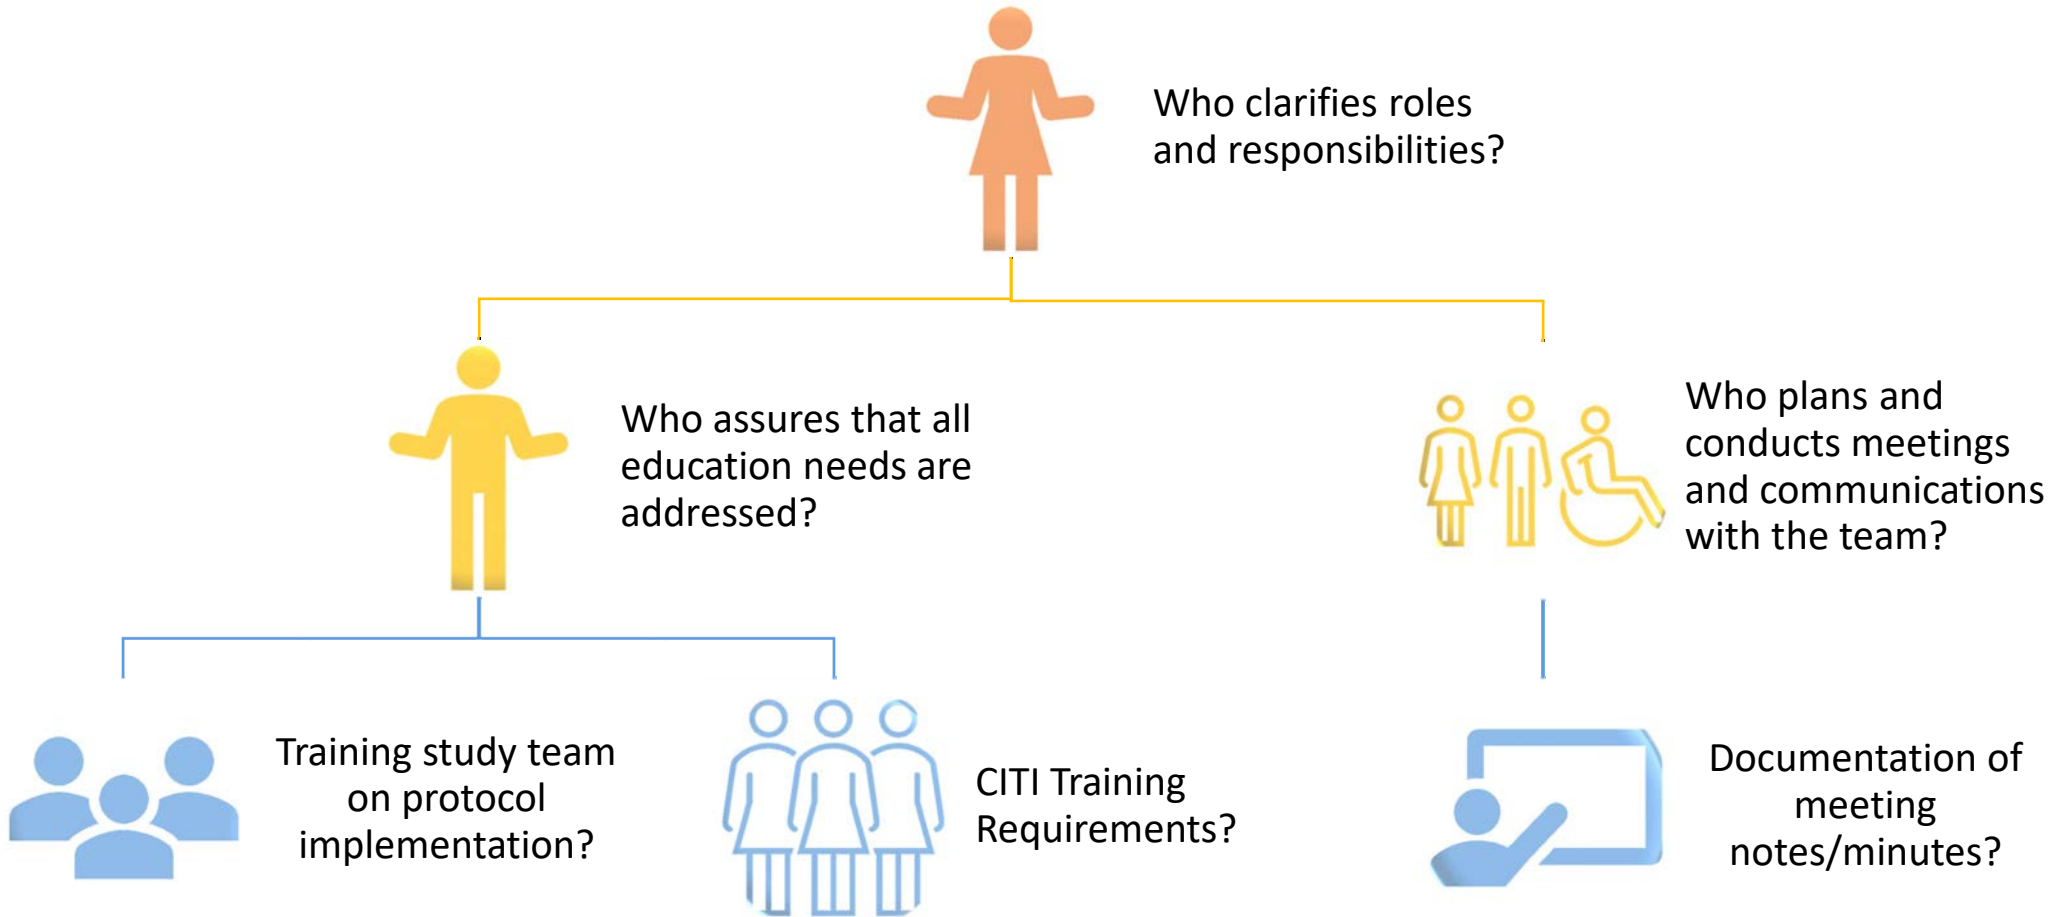 Who clarifies roles
and responsibilities?
Who assures that all
education needs are
addressed?
Who plans and
conducts meetings
and communications
with the team?
Training study team
on protocol
implementation?
CITI Training
Requirements?
Documentation of
meeting
notes/minutes?